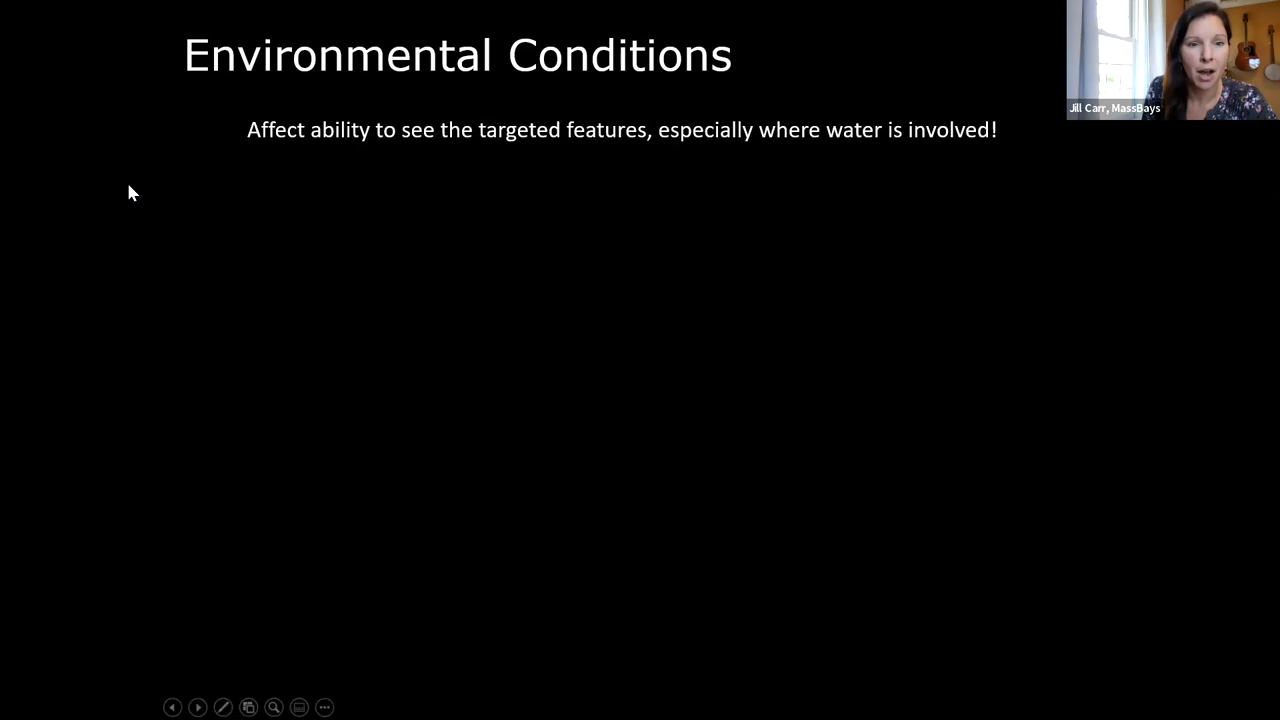 Environmental Conditions
Affect ability to see the targeted features, especially where water is involved!
Jill Carr, MassBays